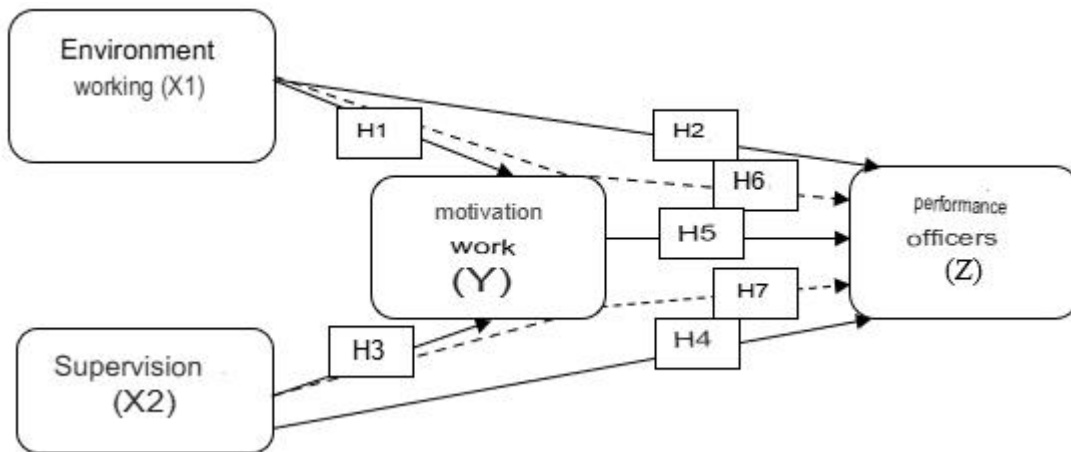 Environment
working (X1)
H1
H2
H6
motivation
work
(Y)
H5
performance
officers
(Z)
H7
H3
H4
Supervision
(X2)